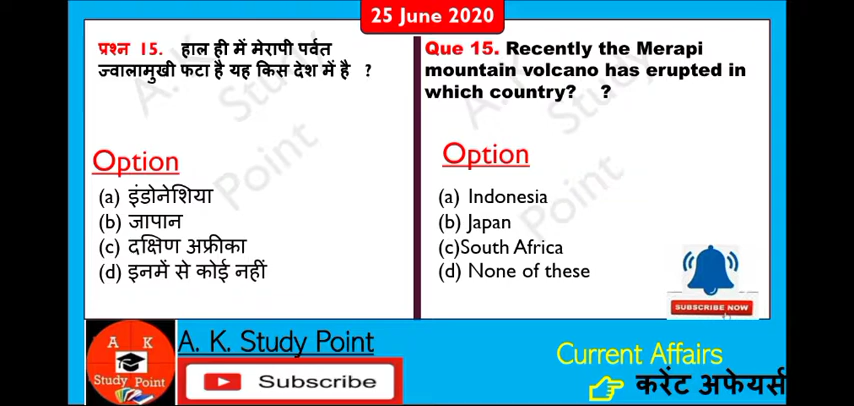 25 June 2020
प्रश्न 15. हाल ही में मेरापी पर्वत
ज्वालामुखी फटा है यह किस देश में है ?
Option
(a) इंडोनेशिया
(b) जापान
(c) दक्षिण अफ्रीका
(d) इनमें से कोई नहीं
Que 15. Recently the Merapi
mountain volcano has erupted in
which country? ?
Option
(a) Indonesia
(b) Japan
(c)South Africa
(d) None of these
A. K. Study Point
SUBSCRIBE NOW
A K
Study Point
A. K. Study Point
Subscribe
Current Affairs
करेंट अफेयर्स